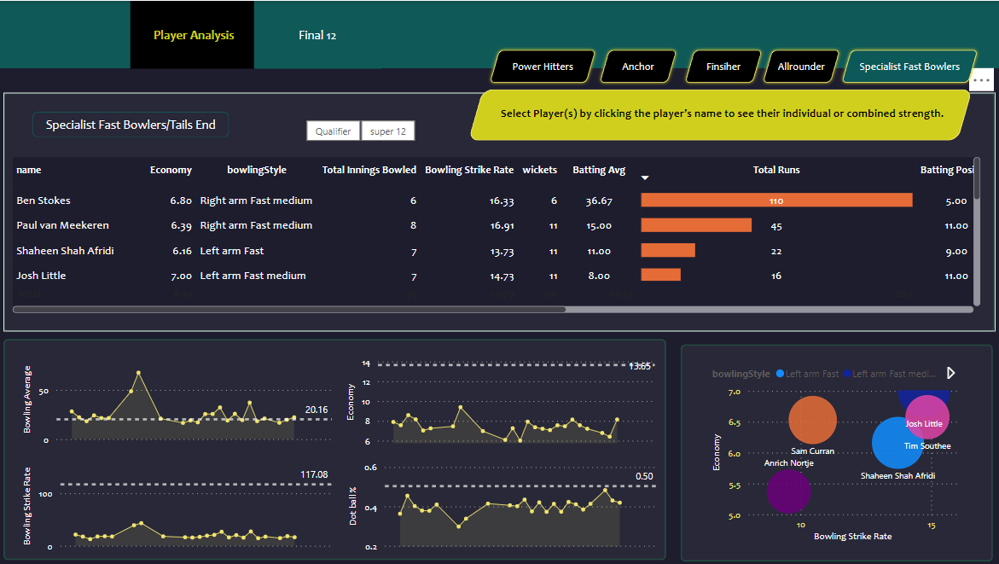 Player Analysis
Final 12
Power Hitters
Anchor
Finsiher
Allrounder
Specialist Fast Bowlers
Select Player(s) by clicking the player's name to see their individual or combined strength.
Specialist Fast Bowlers/Tails End
Qualifier
super 12
name Economy bowlingStyle Total Innings Bowled Bowling Strike Rate wickets Batting Avg Total Runs Batting Posi
Ben Stokes 6.80 Right arm Fast medium 6 16.33 6 36.67 110 5.00
Paul van Meekeren 6.39 Right arm Fast medium 8 16.91 11 15.00 45 11.00
Shaheen Shah Afridi 6.16 Left arm Fast 7 13.73 11 11.00 22 9.00
Josh Little 7.00 Left arm Fast medium 7 14.73 11 8.00 16 11.00
Total
Bowling Average
50
0
20.16
Economy
14
12
10
8
6
13.65
Bowling Strike Rate
100
0
117.08
Dot ball%
0.6
0.4
0.2
0.50
bowlingStyle Left arm Fast Left arm Fast medi...
Economy
7.0
6.5
6.0
5.5
5.0
Josh Little
Sam Curran
Tim Southee
Anrich Nortje
Shaheen Shah Afridi
10 15
Bowling Strike Rate